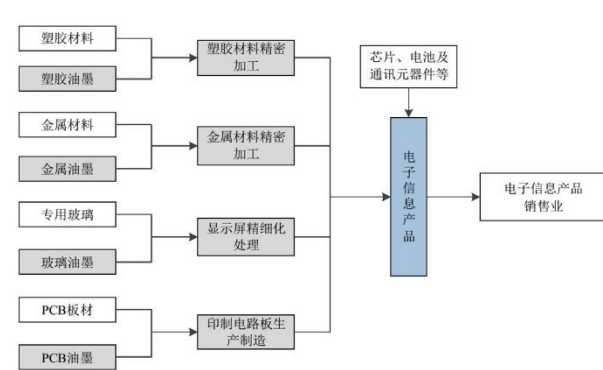 塑胶材料
塑胶油墨
塑胶材料精密
加工
金属材料
金属油墨
金属材料精密
加工
专用玻璃
玻璃油墨
显示屏精细化
处理
PCB板材
PCB油墨
印制电路板生
产制造
芯片、电池及
通讯元器件等
电子信息产品
电子信息产品
销售业